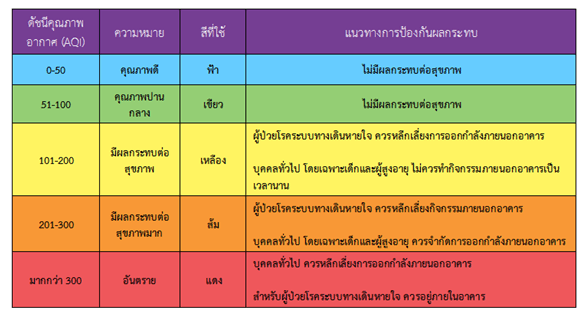 ดัชนีคุณภาพ
อากาศ (AQI)
ความหมาย
สีที่ใช้
แนวทางการป้องกันผลกระทบ
0-50
คุณภาพดี
ฟ้า
ไม่มีผลกระทบต่อสุขภาพ
51-100
คุณภาพปาน
กลาง
เขียว
ไม่มีผลกระทบต่อสุขภาพ
101-200
มีผลกระทบต่อ
สุขภาพ
เหลือง
ผู้ป่วยโรคระบบทางเดินหายใจ ควรหลีกเลี่ยงการออกกำลังภายนอกอาคาร
บุคคลทั่วไป โดยเฉพาะเด็กและผู้สูงอายุ ไม่ควรทำกิจกรรมภายนอกอาคารเป็น
เวลานาน
201-300
มีผลกระทบต่อ
สุขภาพมาก
ส้ม
ผู้ป่วยโรคระบบทางเดินหายใจ ควรหลีกเลี่ยงกิจกรรมภายนอกอาคาร
บุคคลทั่วไป โดยเฉพาะเด็กและผู้สูงอายุ ควรจำกัดการออกกำลังภายนอกอาคาร
มากกว่า 300
อันตราย
แดง
บุคคลทั่วไป ควรหลีกเลี่ยงการออกกำลังภายนอกอาคาร
สำหรับผู้ป่วยโรคระบบทางเดินหายใจ ควรอยู่ภายในอาคาร